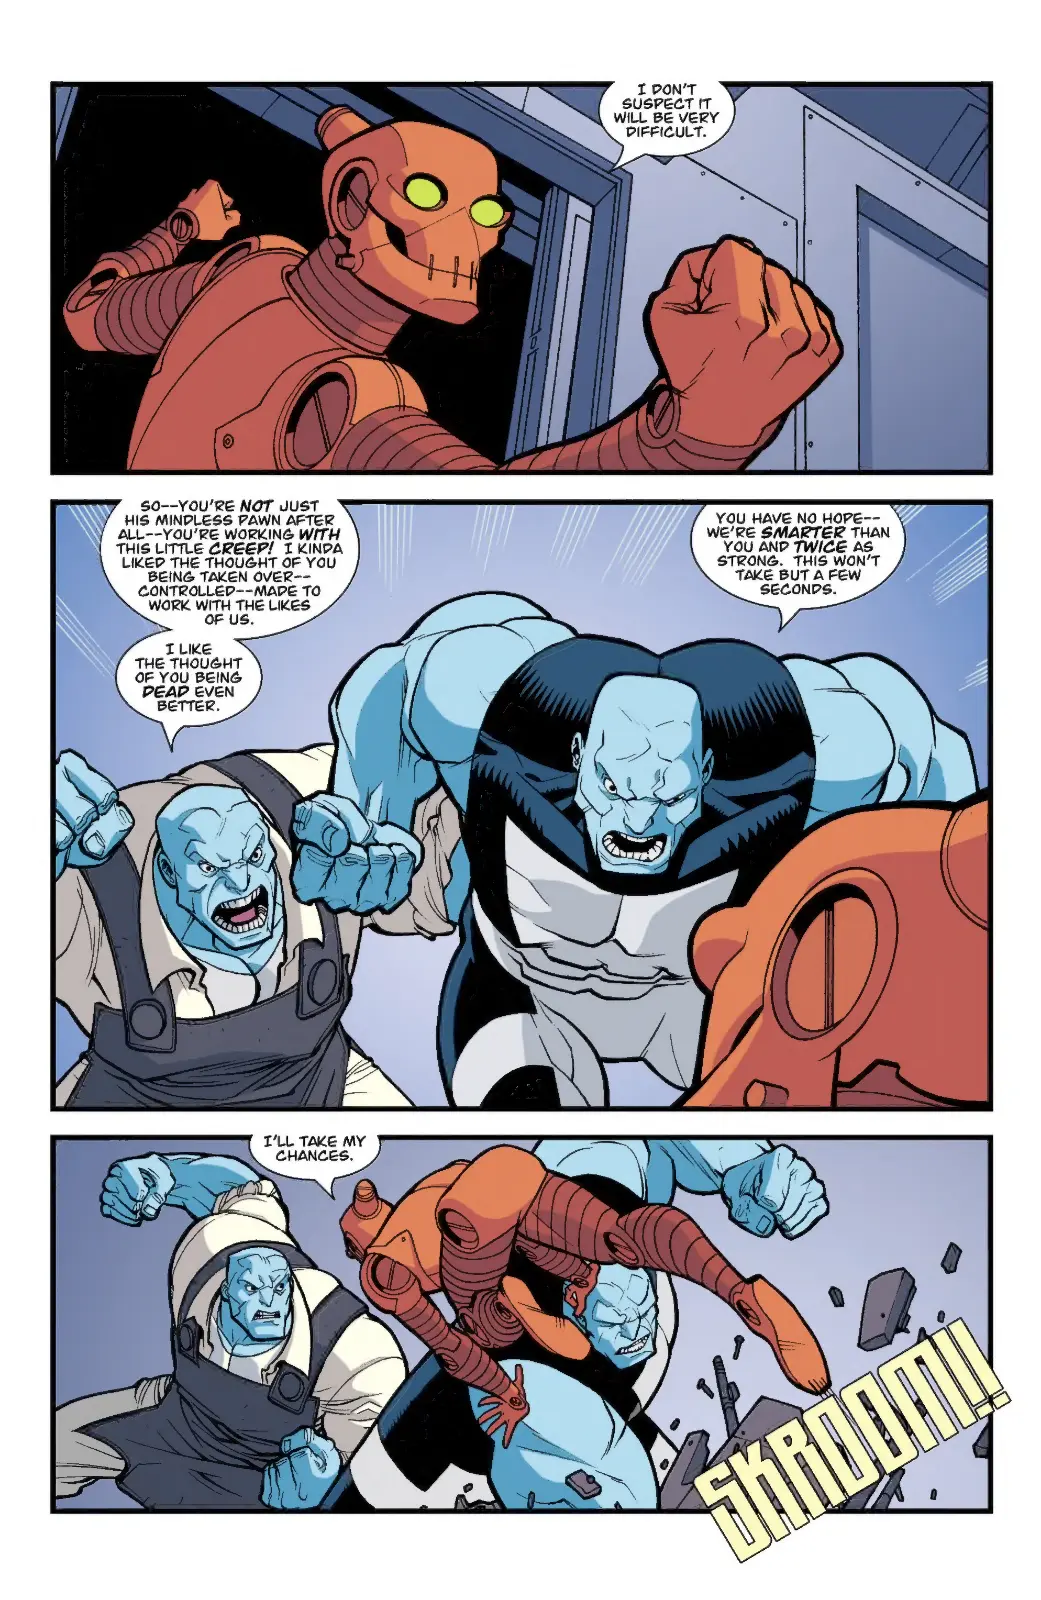 I DON'T
SUSPECT IT
WILL BE VERY
DIFFICULT.
SO--YOU'RE NOT JUST
HIS MINDLESS PAWN AFTER
ALL--YOU'RE WORKING WITH
THIS LITTLE CREEP! I KINDA
LIKED THE THOUGHT OF YOU
BEING TAKEN OVER--
CONTROLLED--MADE TO
WORK WITH THE LIKES
OF US.
I LIKE
THE THOUGHT
OF YOU BEING
DEAD EVEN
BETTER.
YOU HAVE NO HOPE--
WE'RE SMARTER THAN
YOU AND TWICE AS
STRONG. THIS WON'T
TAKE BUT A FEW
SECONDS.
I'LL TAKE MY
CHANCES.
SKROOM!!